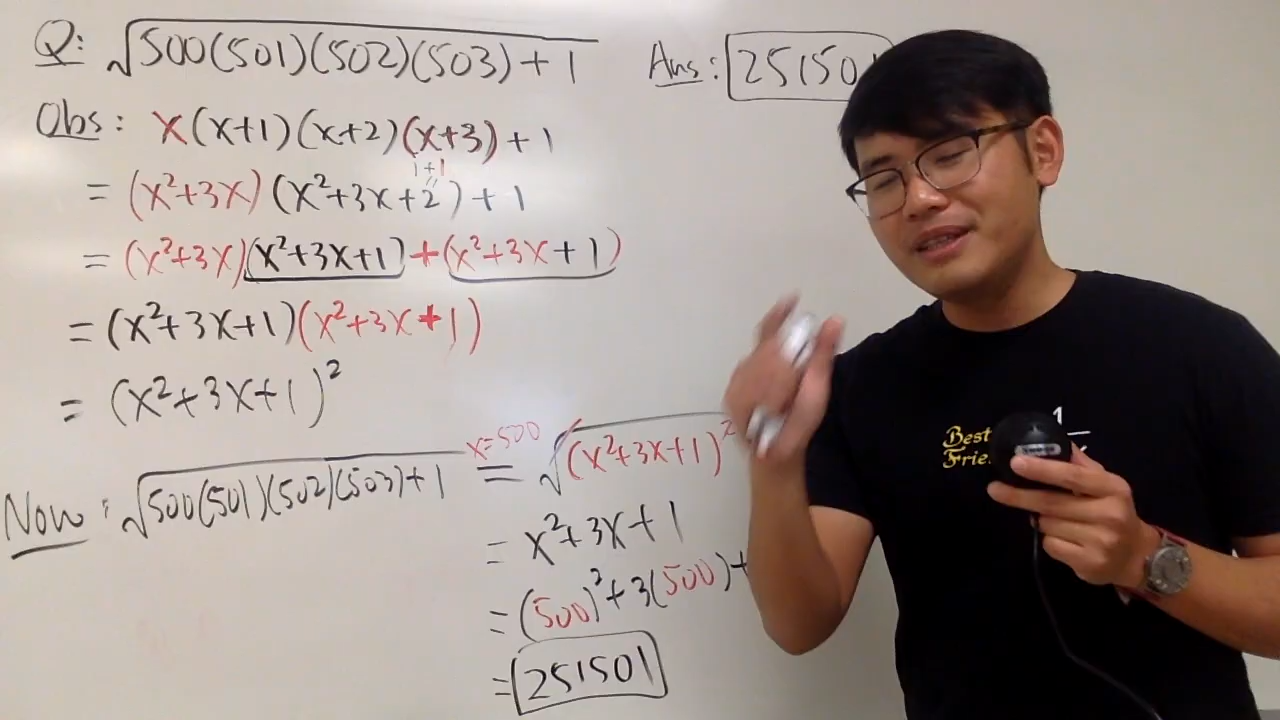 Q: √500(501)(502)(503)+1
Ans: 25150
Obs: x(x+1)(x+2)(x+3)+1
1+1
= (x²+3x)(x²+3x+2)+1
= (x²+3x)(x²+3x+1)+(x²+3x+1)
= (x²+3x+1)(x²+3x+1)
= (x²+3x+1)²
Now: √500(501)(502)(503)+1 x=500 = √(x²+3x+1)²
= x²+3x+1
= (500)²+3(500)+
= 251501
Best
1